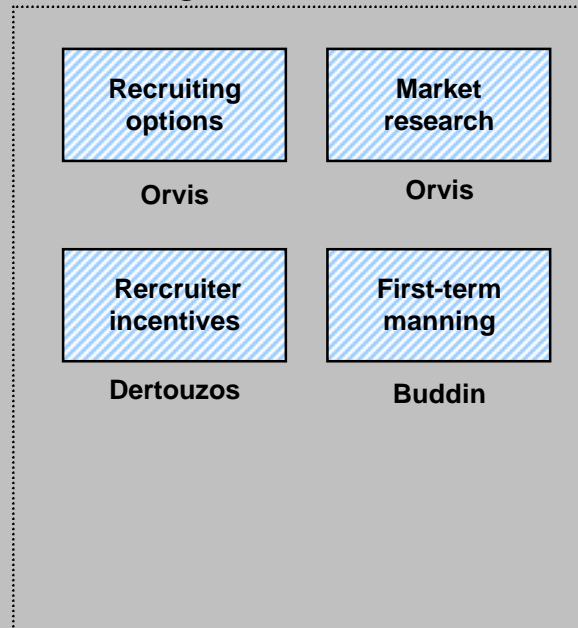 Recruiting
options
Market
research
Orvis
Orvis
Rercruiter
incentives
First-term
manning
Dertouzos
Buddin